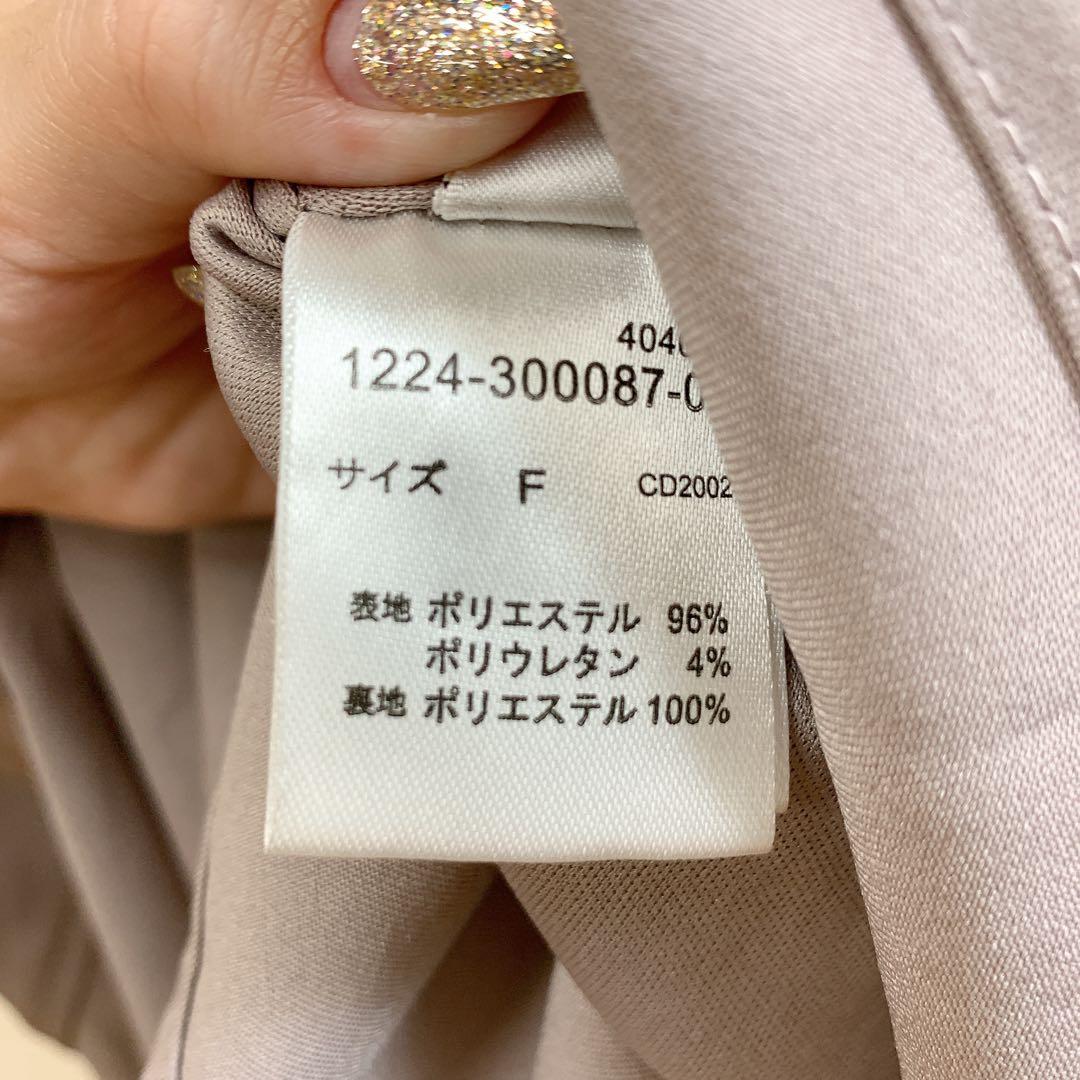 404
1224-300087-0
サイズ F CD2002
表地 ポリエステル 96%
ポリウレタン 4%
裏地 ポリエステル 100%